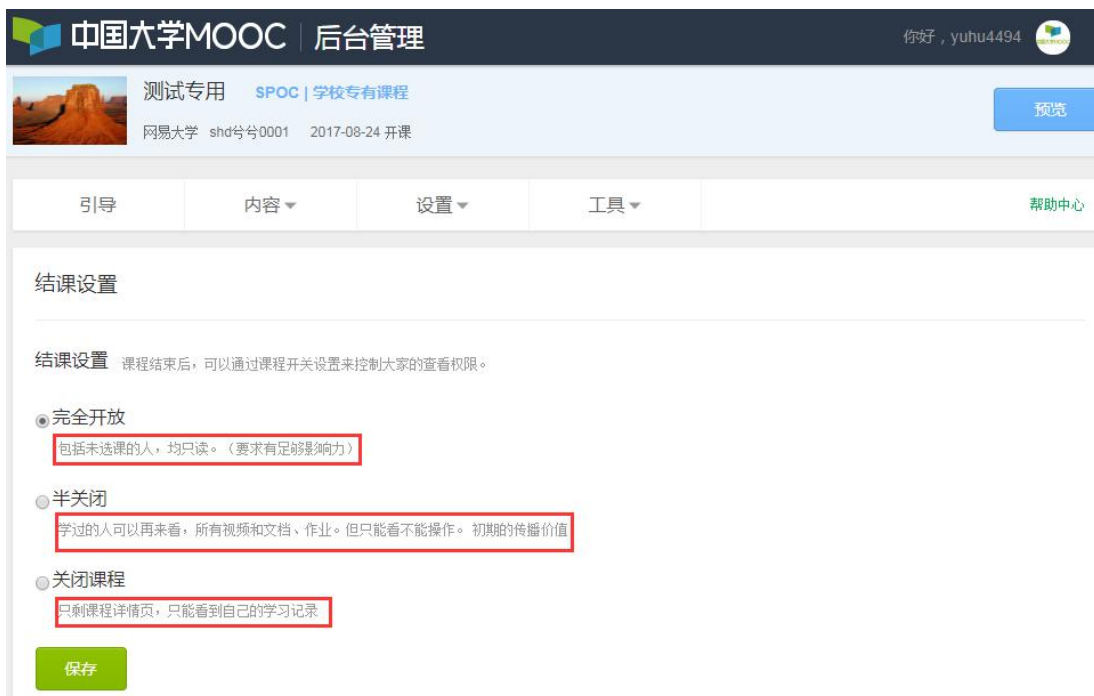 中国大学MOOC 后台管理 你好，yuhu4494
测试专用 SPOC | 学校专有课程
预览
网易大学 shd兮兮0001 2017-08-24 开课
引导 内容 设置 工具 帮助中心
结课设置
结课设置 课程结束后，可以通过课程开关设置来控制大家的查看权限。
完全开放
包括未选课的人，均只读。（要求有足够影响力）
半关闭
学过的人可以再来看，所有视频和文档、作业。但只能看不能操作。 初期的传播价值
关闭课程
只剩课程详情页，只能看到自己的学习记录
保存